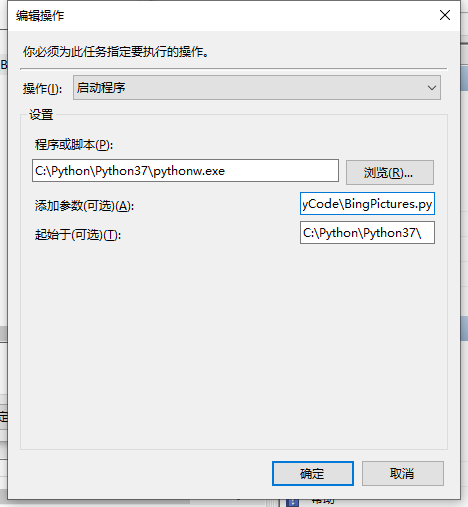 编辑操作
你必须为此任务指定要执行的操作。
操作(I):
启动程序
设置
程序或脚本(P):
C:\Python\Python37\pythonw.exe
浏览(R)...
添加参数(可选)(A):
yCode\BingPictures.py
起始于(可选)(T):
C:\Python\Python37\
确定
取消
B
定
帮助